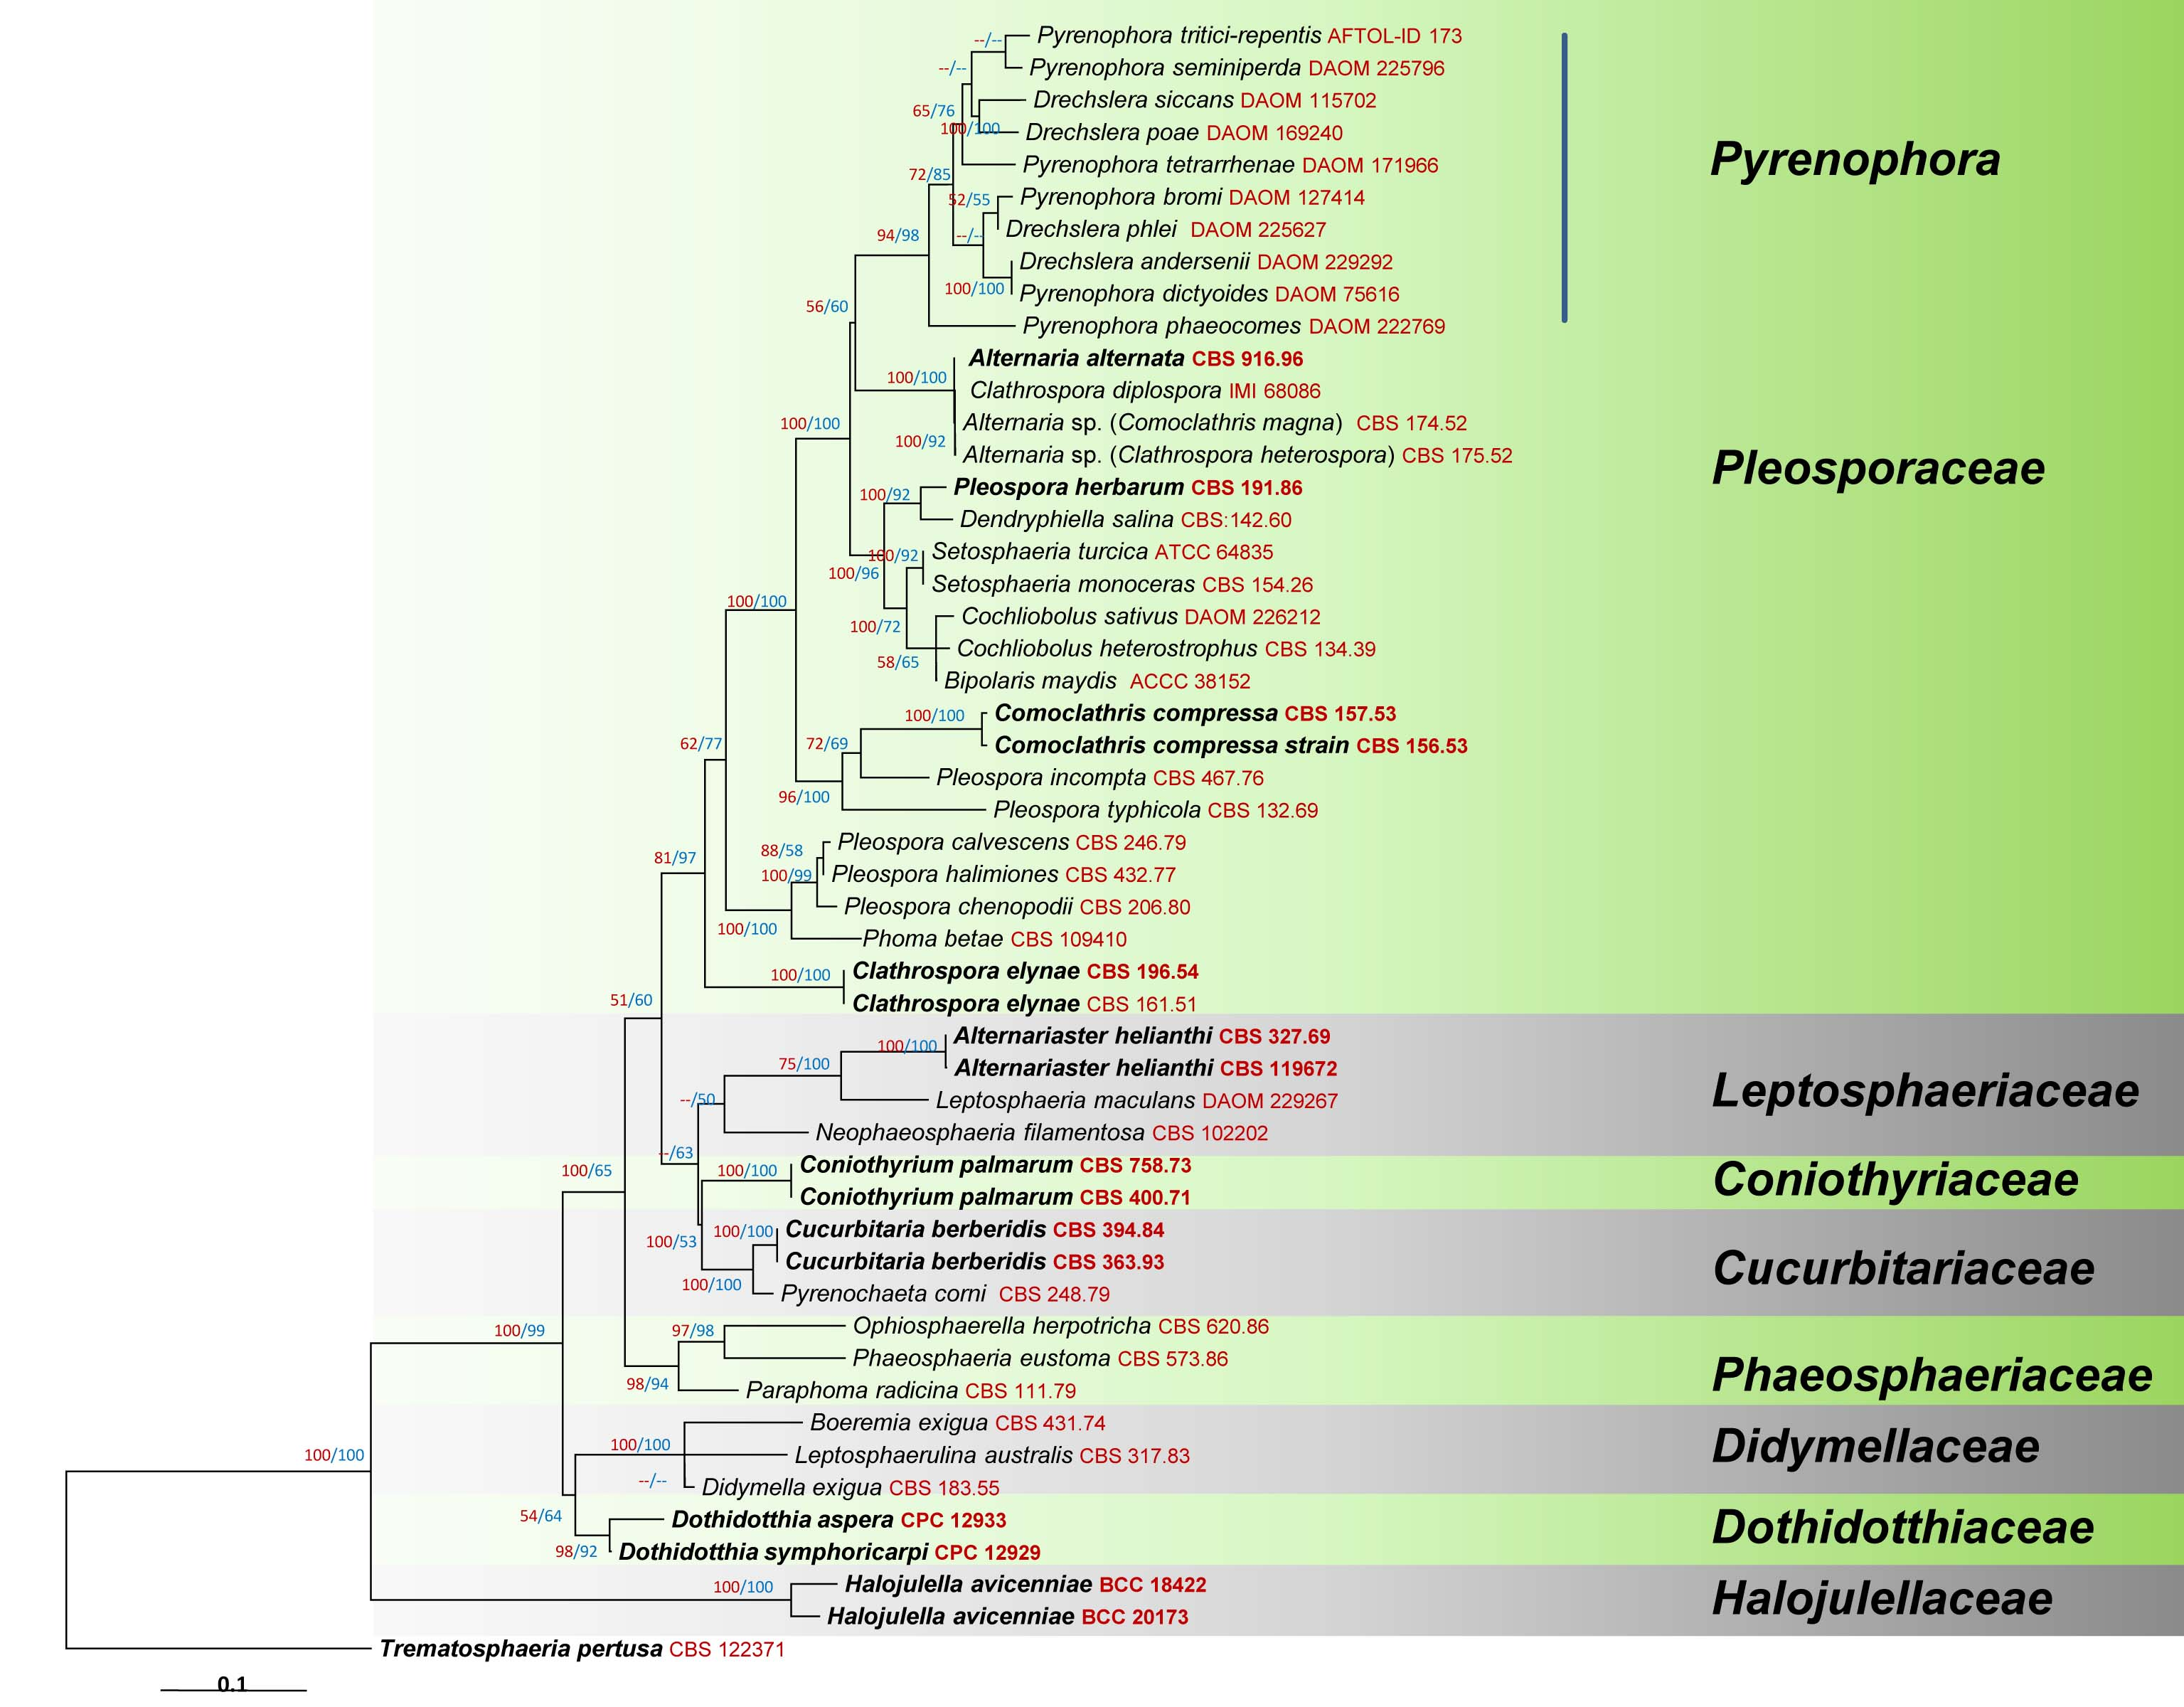 --/-- Pyrenophora tritici-repentis AFTOL-ID 173
--/-- Pyrenophora seminiperda DAOM 225796
Drechslera siccans DAOM 115702
65/76
100/100 Drechslera poae DAOM 169240
Pyrenophora tetrarrhenae DAOM 171966
Pyrenophora
72/85
52/55 Pyrenophora bromi DAOM 127414
94/98 --/-- Drechslera phlei DAOM 225627
Drechslera andersenii DAOM 229292
100/100 Pyrenophora dictyoides DAOM 75616
56/60
Pyrenophora phaeocomes DAOM 222769
Alternaria alternata CBS 916.96
100/100
Clathrospora diplospora IMI 68086
100/100 Alternaria sp. (Comoclathris magna) CBS 174.52
100/92
Alternaria sp. (Clathrospora heterospora) CBS 175.52
Pleosporaceae
100/92 Pleospora herbarum CBS 191.86
Dendryphiella salina CBS:142.60
100/92 Setosphaeria turcica ATCC 64835
100/96 Setosphaeria monoceras CBS 154.26
100/100
Cochliobolus sativus DAOM 226212
100/72
Cochliobolus heterostrophus CBS 134.39
58/65
Bipolaris maydis ACCC 38152
100/100 Comoclathris compressa CBS 157.53
62/77 72/69 Comoclathris compressa strain CBS 156.53
Pleospora incompta CBS 467.76
96/100
Pleospora typhicola CBS 132.69
88/58 Pleospora calvescens CBS 246.79
81/97
100/99 Pleospora halimiones CBS 432.77
Pleospora chenopodii CBS 206.80
100/100 Phoma betae CBS 109410
100/100 Clathrospora elynae CBS 196.54
51/60 Clathrospora elynae CBS 161.51
Alternariaster helianthi CBS 327.69
100/100
75/100 Alternariaster helianthi CBS 119672
Leptosphaeriaceae
--/50 Leptosphaeria maculans DAOM 229267
Neophaeosphaeria filamentosa CBS 102202
--/63
100/65 100/100 Coniothyrium palmarum CBS 758.73
Coniothyriaceae
Coniothyrium palmarum CBS 400.71
100/100 Cucurbitaria berberidis CBS 394.84
100/53
Cucurbitaria berberidis CBS 363.93
Cucurbitariaceae
100/100 Pyrenochaeta corni CBS 248.79
100/99 97/98 Ophiosphaerella herpotricha CBS 620.86
Phaeosphaeria eustoma CBS 573.86
Phaeosphaeriaceae
98/94 Paraphoma radicina CBS 111.79
Boeremia exigua CBS 431.74
100/100
Didymellaceae
100/100 Leptosphaerulina australis CBS 317.83
--/-- Didymella exigua CBS 183.55
54/64 Dothidotthia aspera CPC 12933
Dothidotthiaceae
98/92 Dothidotthia symphoricarpi CPC 12929
100/100 Halojulella avicenniae BCC 18422
Halojulellaceae
Halojulella avicenniae BCC 20173
Trematosphaeria pertusa CBS 122371
0.1